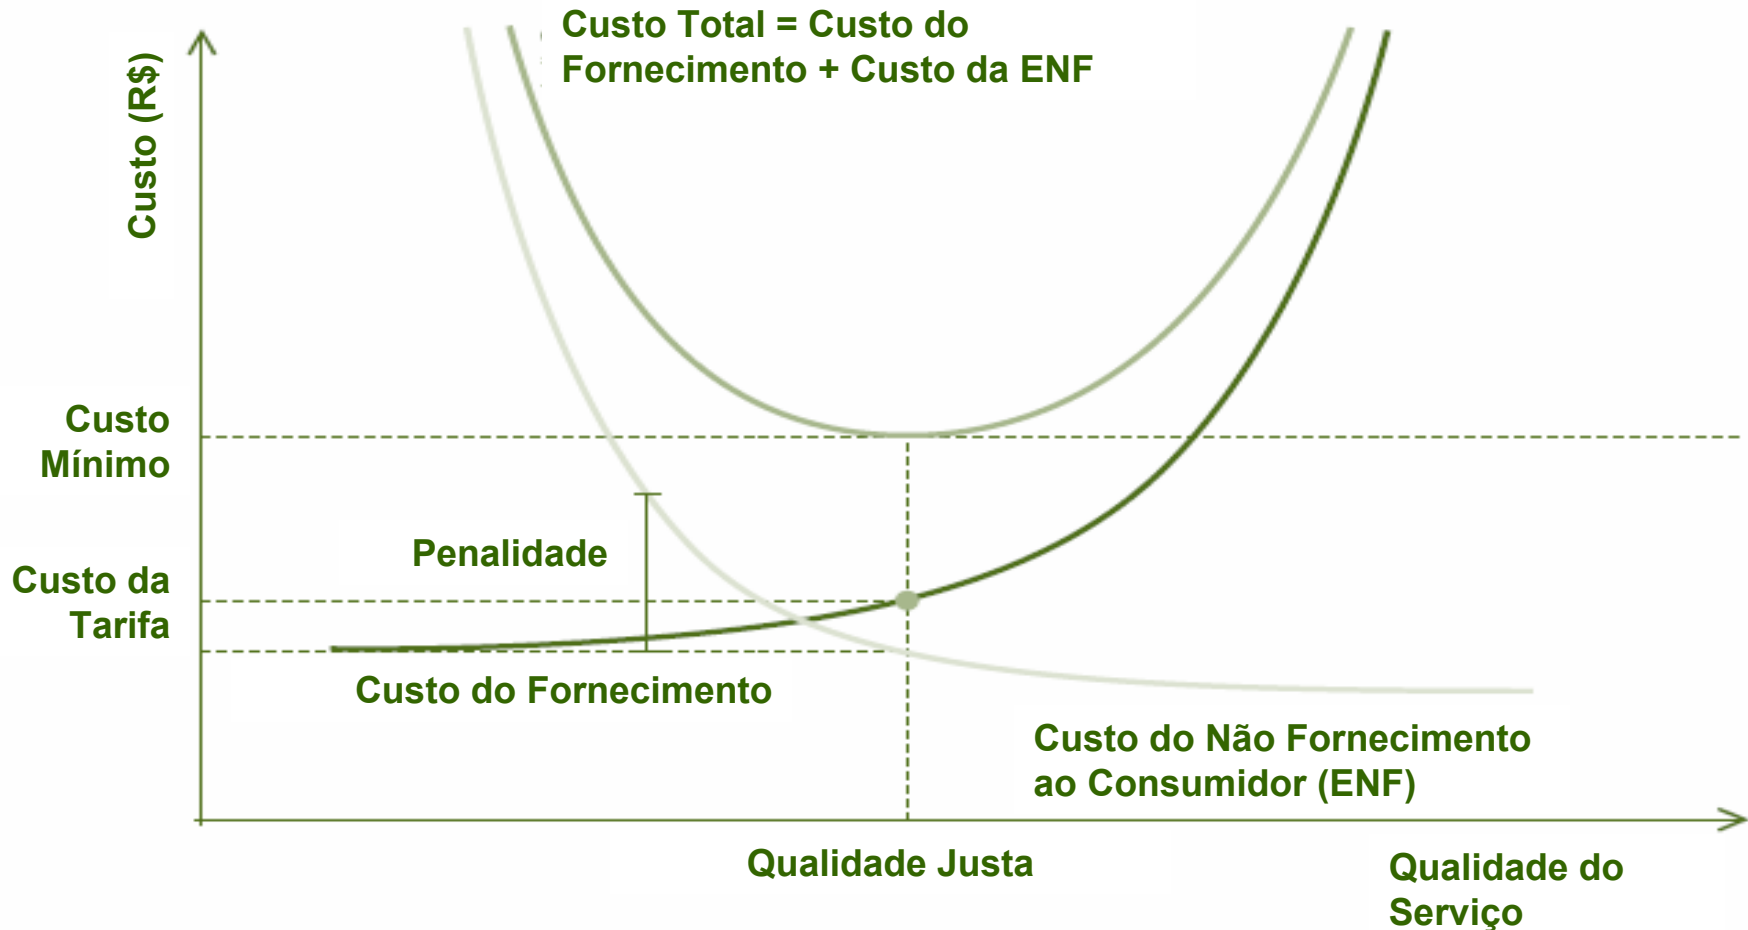 Custo Total = Custo do
Fornecimento + Custo da ENF
Custo (R$)
Custo
Mínimo
Penalidade
Custo da
Tarifa
Custo do Fornecimento
Custo do Não Fornecimento
ao Consumidor (ENF)
Qualidade Justa
Qualidade do
Serviço